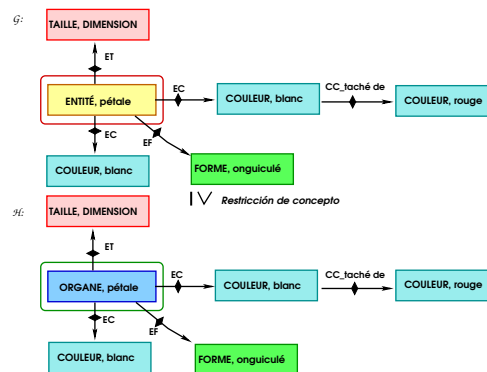 G:
TAILLE, DIMENSION
ET
ENTITÉ, pétale
EC
COULEUR, blanc
CC_taché de
COULEUR, rouge
EC
EF
COULEUR, blanc
FORME, onguiculé
I\/ Restricción de concepto
H:
TAILLE, DIMENSION
ET
ORGANE, pétale
EC
COULEUR, blanc
CC_taché de
COULEUR, rouge
EC
EF
COULEUR, blanc
FORME, onguiculé